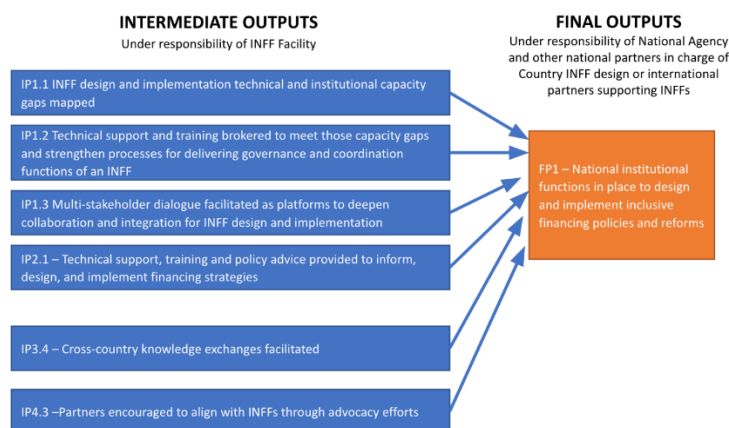 INTERMEDIATE OUTPUTS
Under responsibility of INFF Facility
IP1.1 INFF design and implementation technical and institutional capacity
gaps mapped
IP1.2 Technical support and training brokered to meet those capacity gaps
and strengthen processes for delivering governance and coordination
functions of an INFF
IP1.3 Multi-stakeholder dialogue facilitated as platforms to deepen
collaboration and integration for INFF design and implementation
IP2.1 – Technical support, training and policy advice provided to inform,
design, and implement financing strategies
IP3.4 – Cross-country knowledge exchanges facilitated
IP4.3 –Partners encouraged to align with INFFs through advocacy efforts
FINAL OUTPUTS
Under responsibility of National Agency
and other national partners in charge of
Country INFF design or international
partners supporting INFFs
FP1 – National institutional
functions in place to design
and implement inclusive
financing policies and reforms